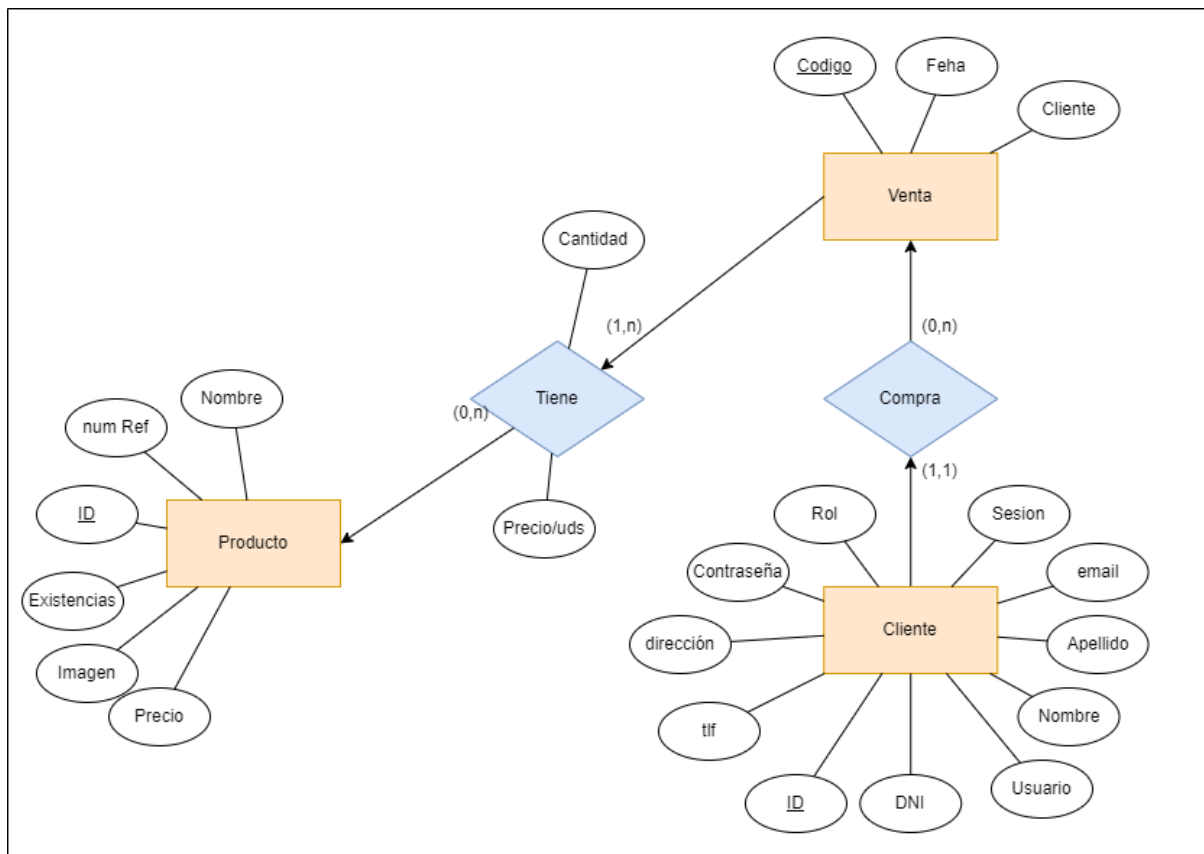 Codigo
Feha
Cliente
Venta
Cantidad
(1,n)
(0,n)
Tiene
Compra
Nombre
num Ref
(0,n)
(1,1)
ID
Producto
Precio/uds
Rol
Sesion
Contraseña
email
Existencias
Cliente
dirección
Apellido
Imagen
Precio
tlf
Nombre
ID
DNI
Usuario